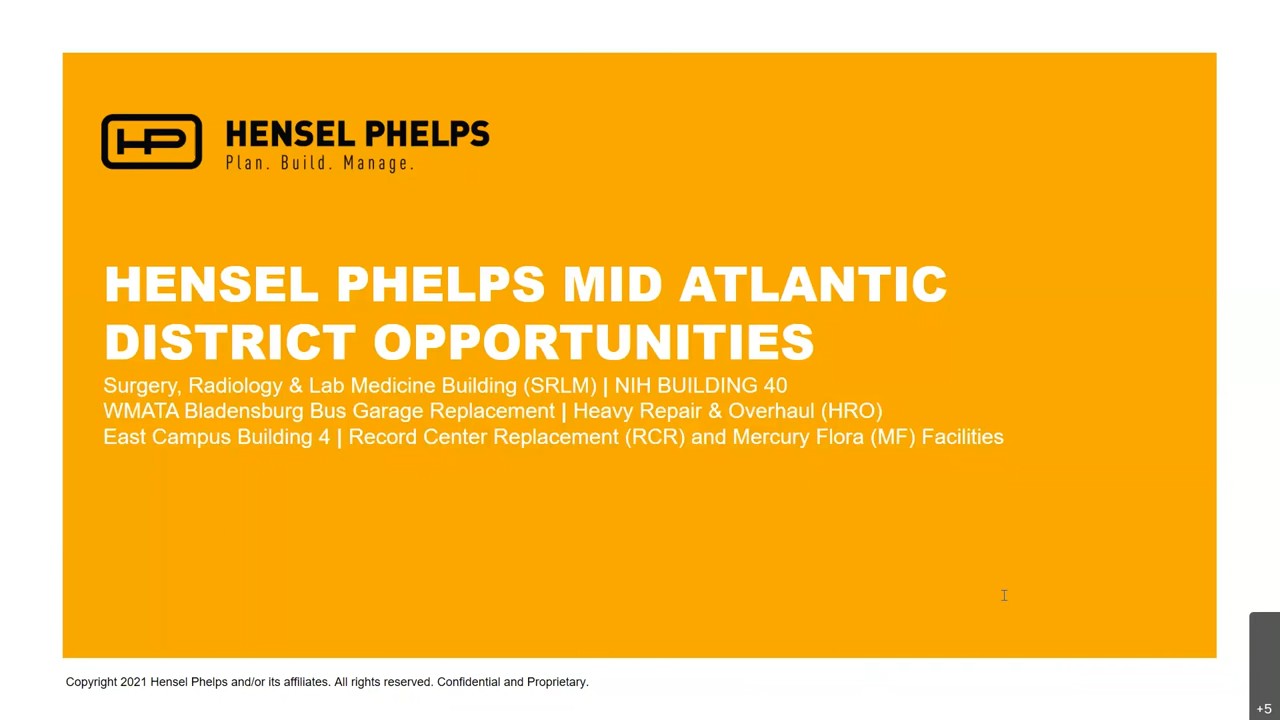 HP
HENSEL PHELPS
Plan. Build. Manage.
HENSEL PHELPS MID ATLANTIC
DISTRICT OPPORTUNITIES
Surgery, Radiology & Lab Medicine Building (SRLM) | NIH BUILDING 40
WMATA Bladensburg Bus Garage Replacement | Heavy Repair & Overhaul (HRO)
East Campus Building 4 | Record Center Replacement (RCR) and Mercury Flora (MF) Facilities
Copyright 2021 Hensel Phelps and/or its affiliates. All rights reserved. Confidential and Proprietary.
+5